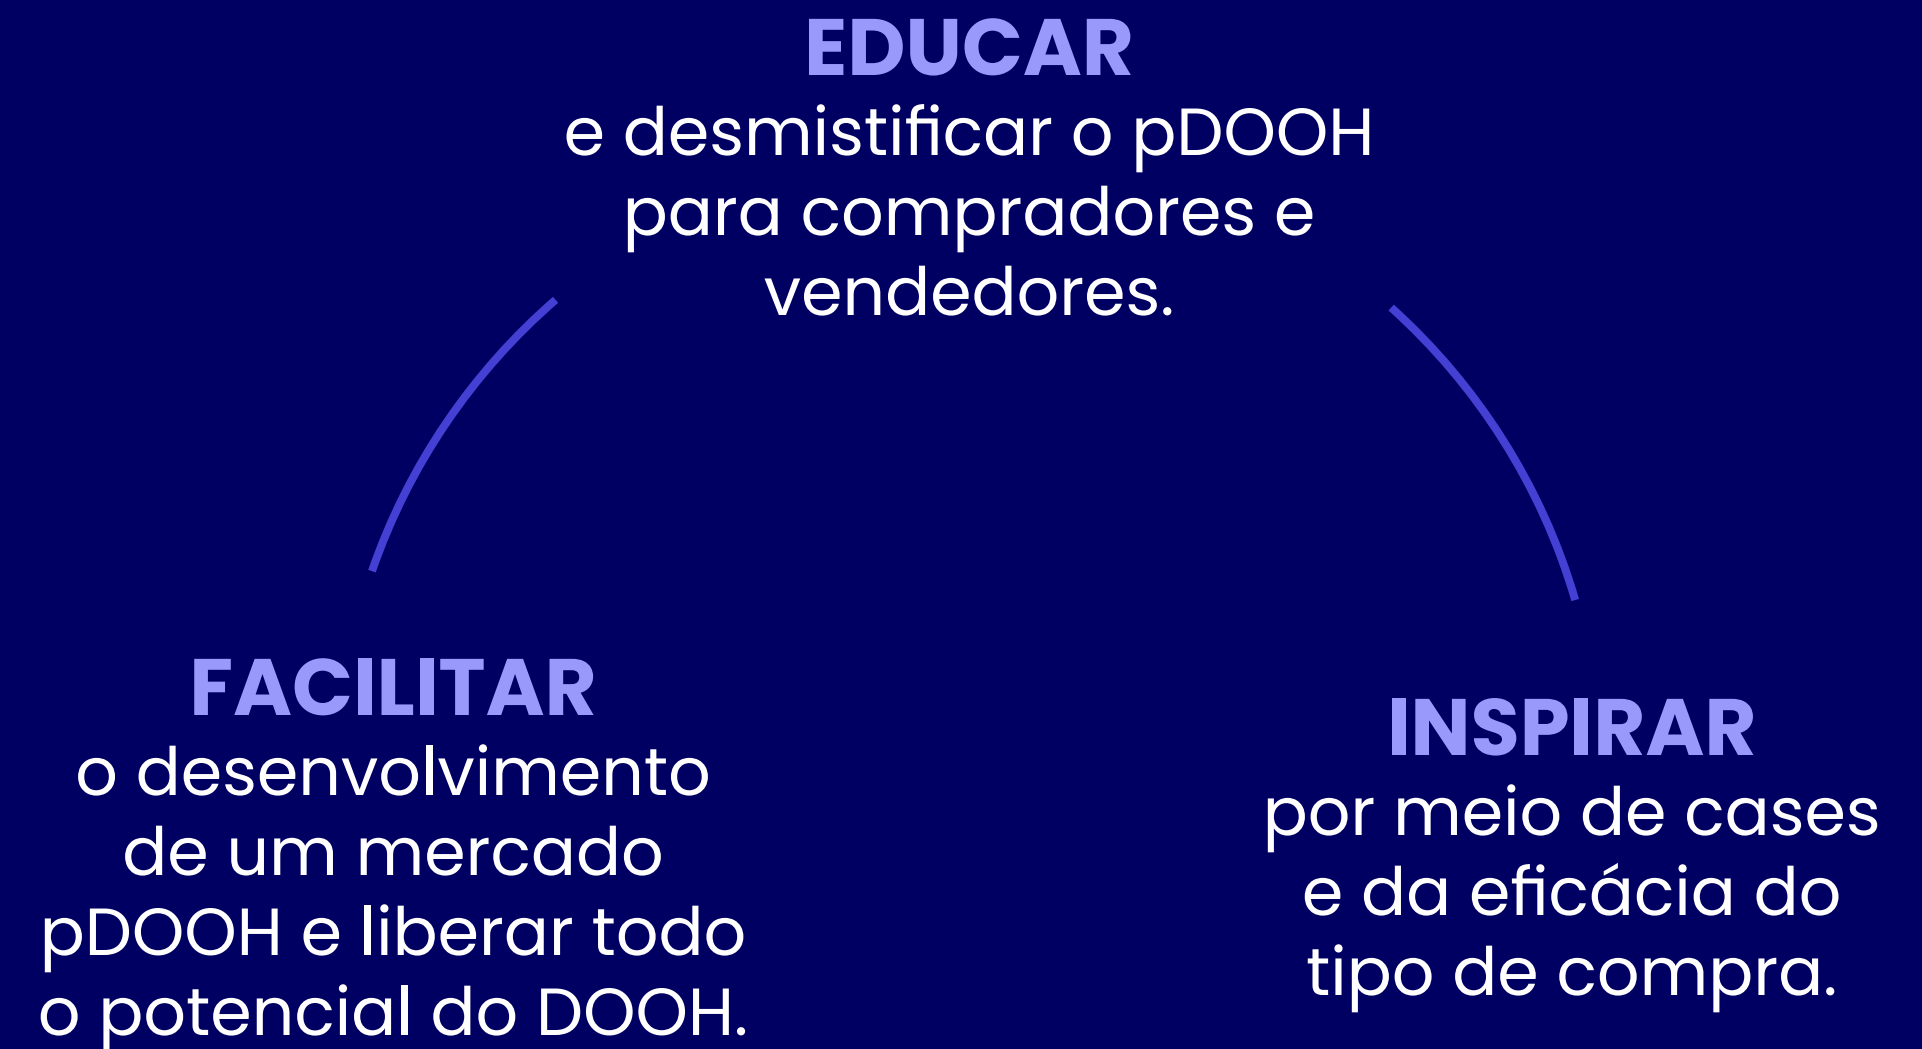 EDUCAR
e desmistificar o pDOOH
para compradores e
vendedores.
FACILITAR
o desenvolvimento
de um mercado
pDOOH e liberar todo
o potencial do DOOH.
INSPIRAR
por meio de cases
e da eficácia do
tipo de compra.